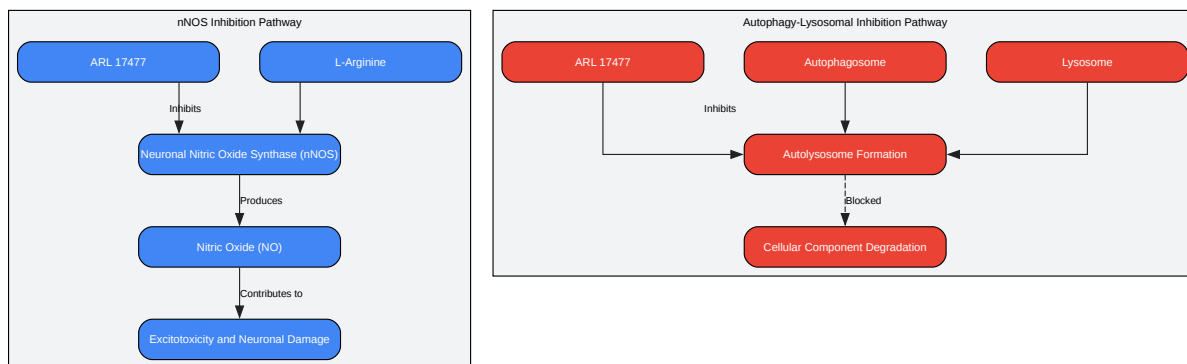 nNOS Inhibition Pathway
ARL 17477
L-Arginine
Inhibits
Neuronal Nitric Oxide Synthase (nNOS)
Produces
Nitric Oxide (NO)
Contributes to
Excitotoxicity and Neuronal Damage
Autophagy-Lysosomal Inhibition Pathway
ARL 17477
Autophagosome
Lysosome
Inhibits
Autolysosome Formation
Blocked
Cellular Component Degradation